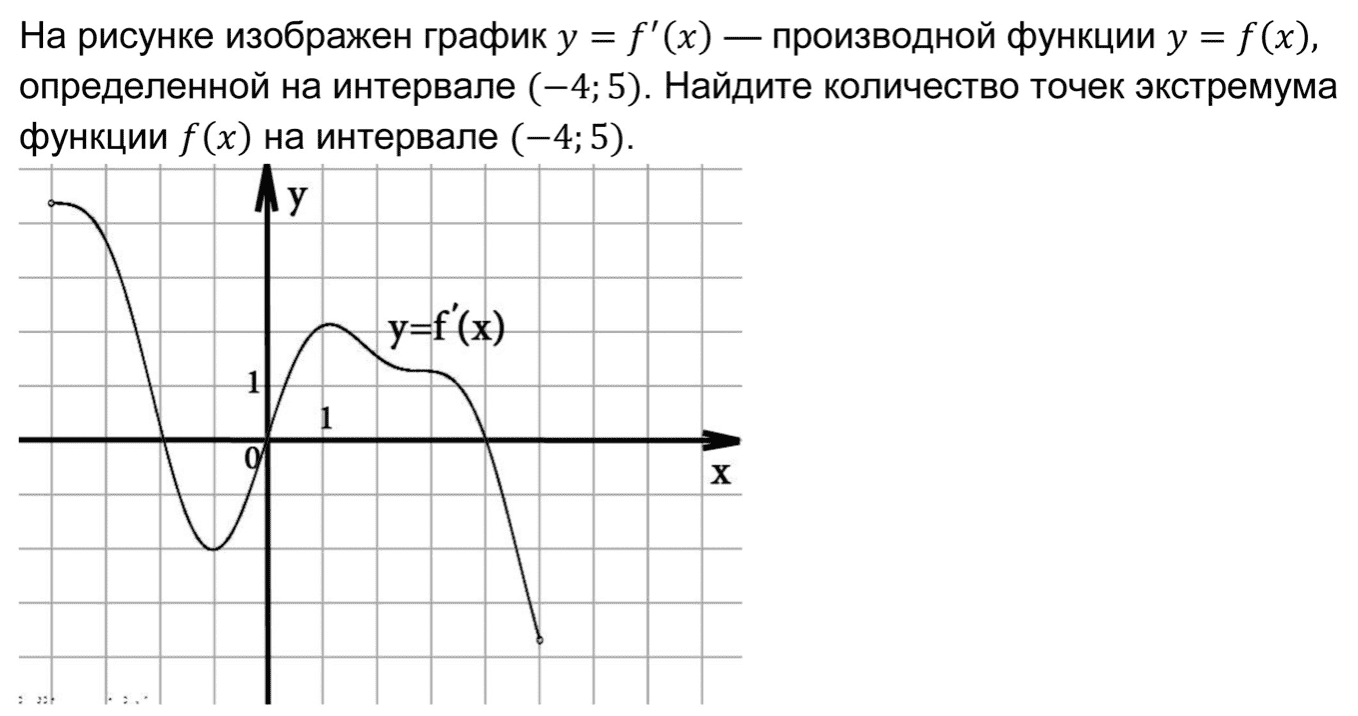 На рисунке изображен график y = f′(x) — производной функции y = f(x),
определенной на интервале (−4; 5). Найдите количество точек экстремума
функции f(x) на интервале (−4; 5).
y
y=f′(x)
1
1
0
x